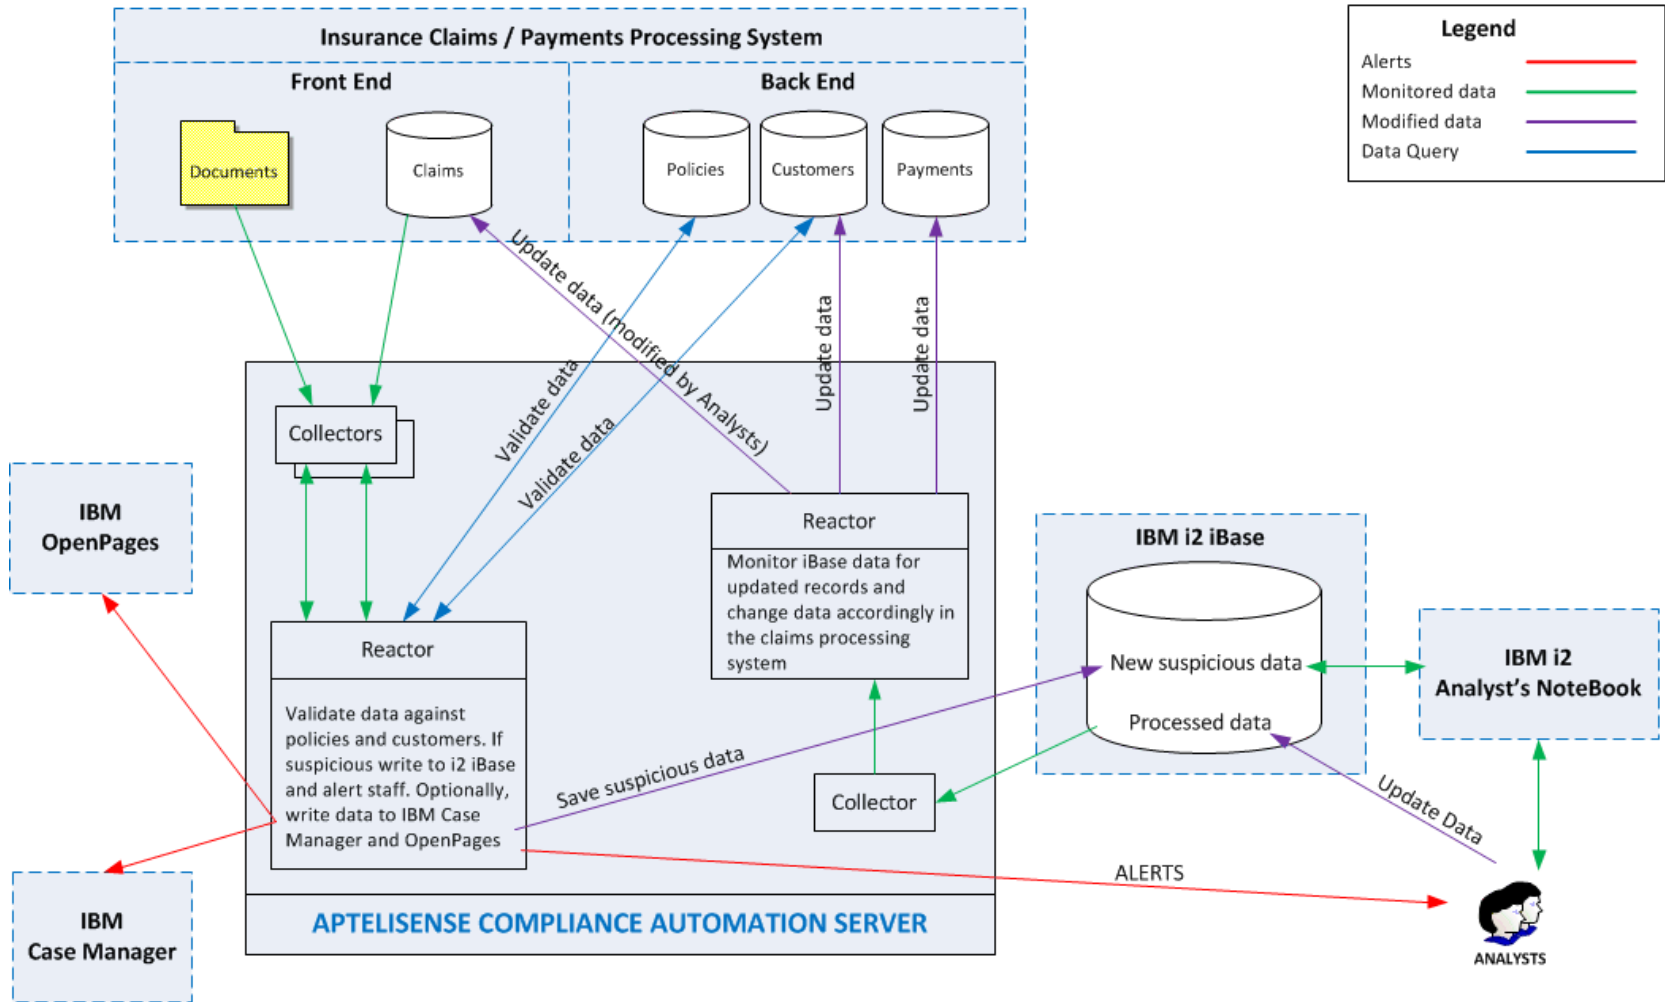 Insurance Claims / Payments Processing System
Front End
Back End
Documents
Claims
Policies
Customers
Payments
Legend
Alerts
Monitored data
Modified data
Data Query
Update data (modified by Analysts)
Validate data
Validate data
Update data
Update data
Collectors
IBM
OpenPages
Reactor
Validate data against
policies and customers. If
suspicious write to i2 iBase
and alert staff. Optionally,
write data to IBM Case
Manager and OpenPages
Reactor
Monitor iBase data for
updated records and
change data accordingly in
the claims processing
system
IBM i2 iBase
New suspicious data
Processed data
IBM i2
Analyst's NoteBook
Save suspicious data
Collector
Update Data
ALERTS
IBM
Case Manager
APTELISENSE COMPLIANCE AUTOMATION SERVER
ANALYSTS